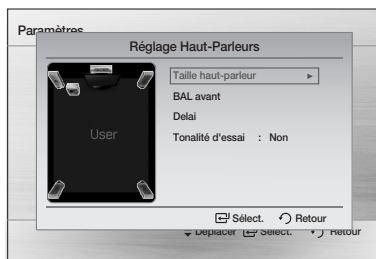 Paramètres
Réglage Haut-Parleurs
Taille haut-parleur ►
BAL avant
Delai
Tonalité d'essai : Non
User
Sélect. Retour
Déplacer Sélect. Retour